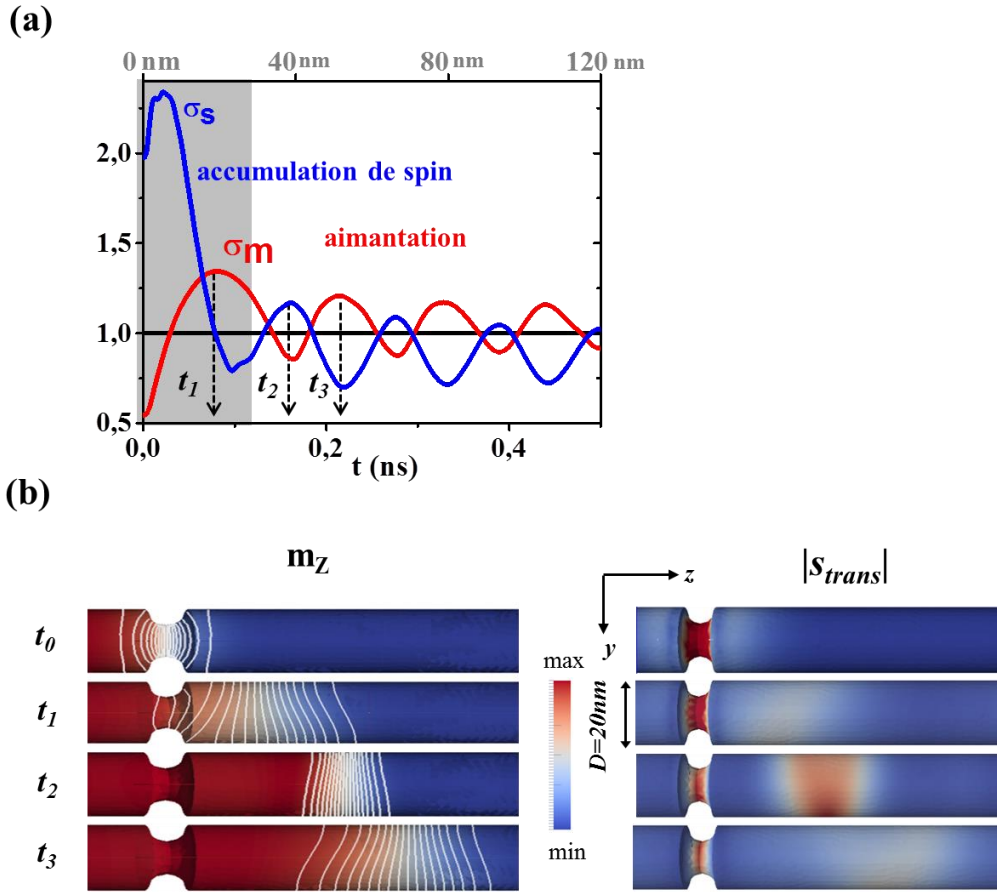 (a)
0 nm 40 nm 80 nm 120 nm
σs
2,0
accumulation de spin
1,5
σm
aimantation
1,0
t1 t2 t3
0,5
0,0 0,2 0,4
t (ns)
(b)
mZ
|strans|
z
y
t0
t1
t2
t3
max
min
D=20nm